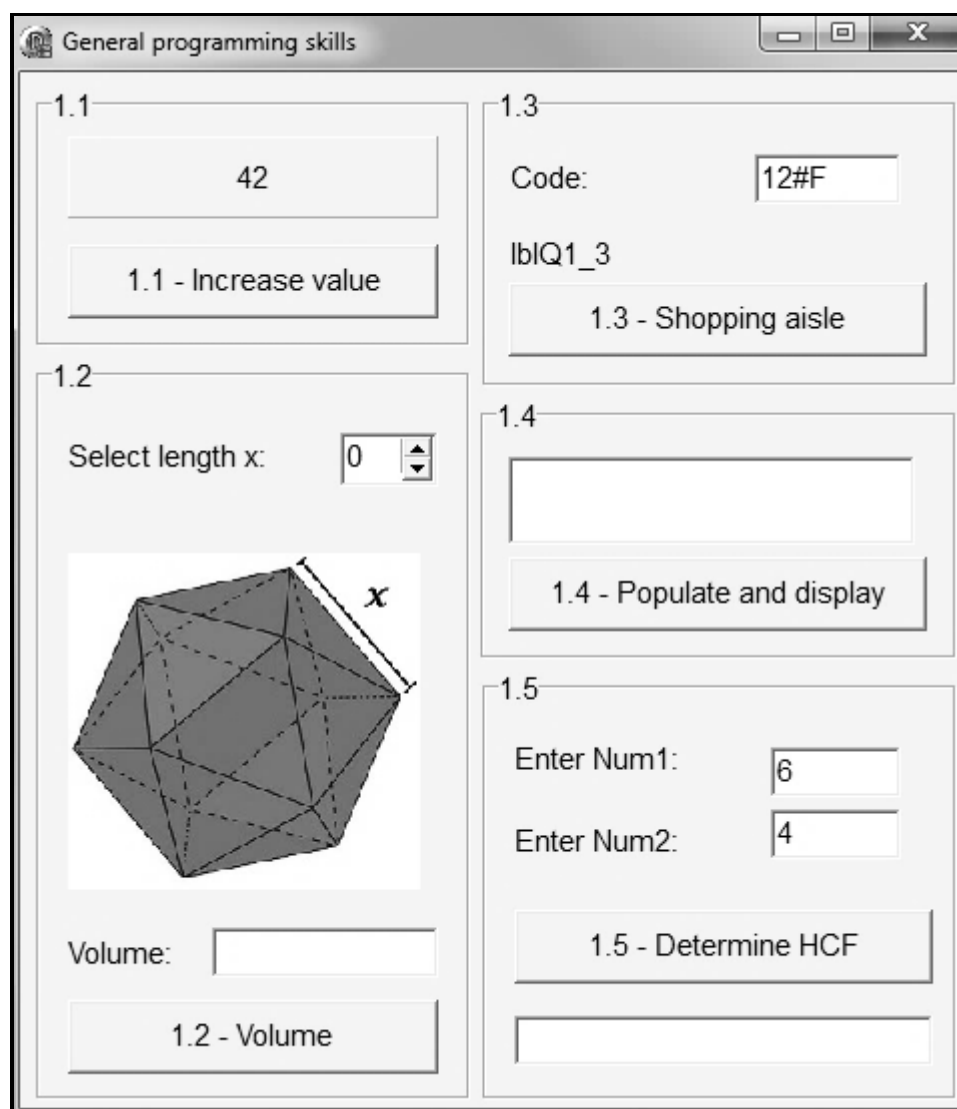 General programming skills
1.1
42
1.1 - Increase value
1.2
Select length x:
0
x
Volume:
1.2 - Volume
1.3
Code:
12#F
lblQ1_3
1.3 - Shopping aisle
1.4
1.4 - Populate and display
1.5
Enter Num1:
6
Enter Num2:
4
1.5 - Determine HCF